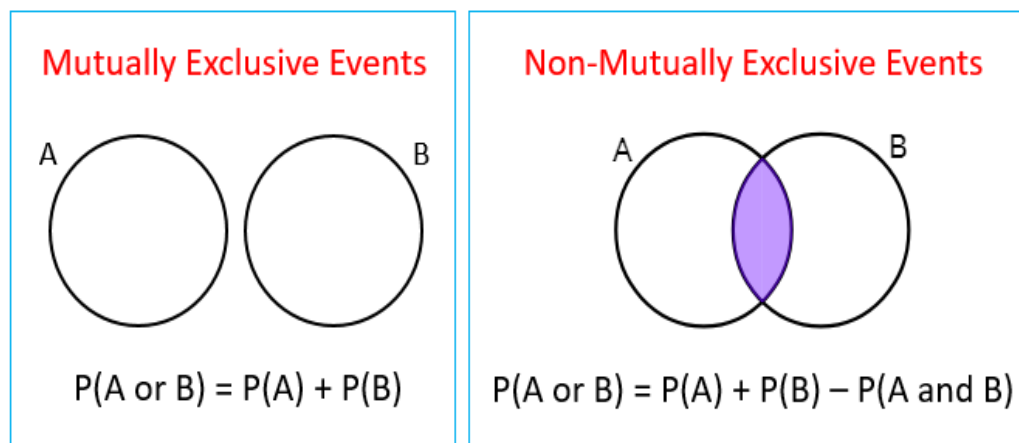 Mutually Exclusive Events
A
B
P(A or B) = P(A) + P(B)
Non-Mutually Exclusive Events
A
B
P(A or B) = P(A) + P(B) – P(A and B)